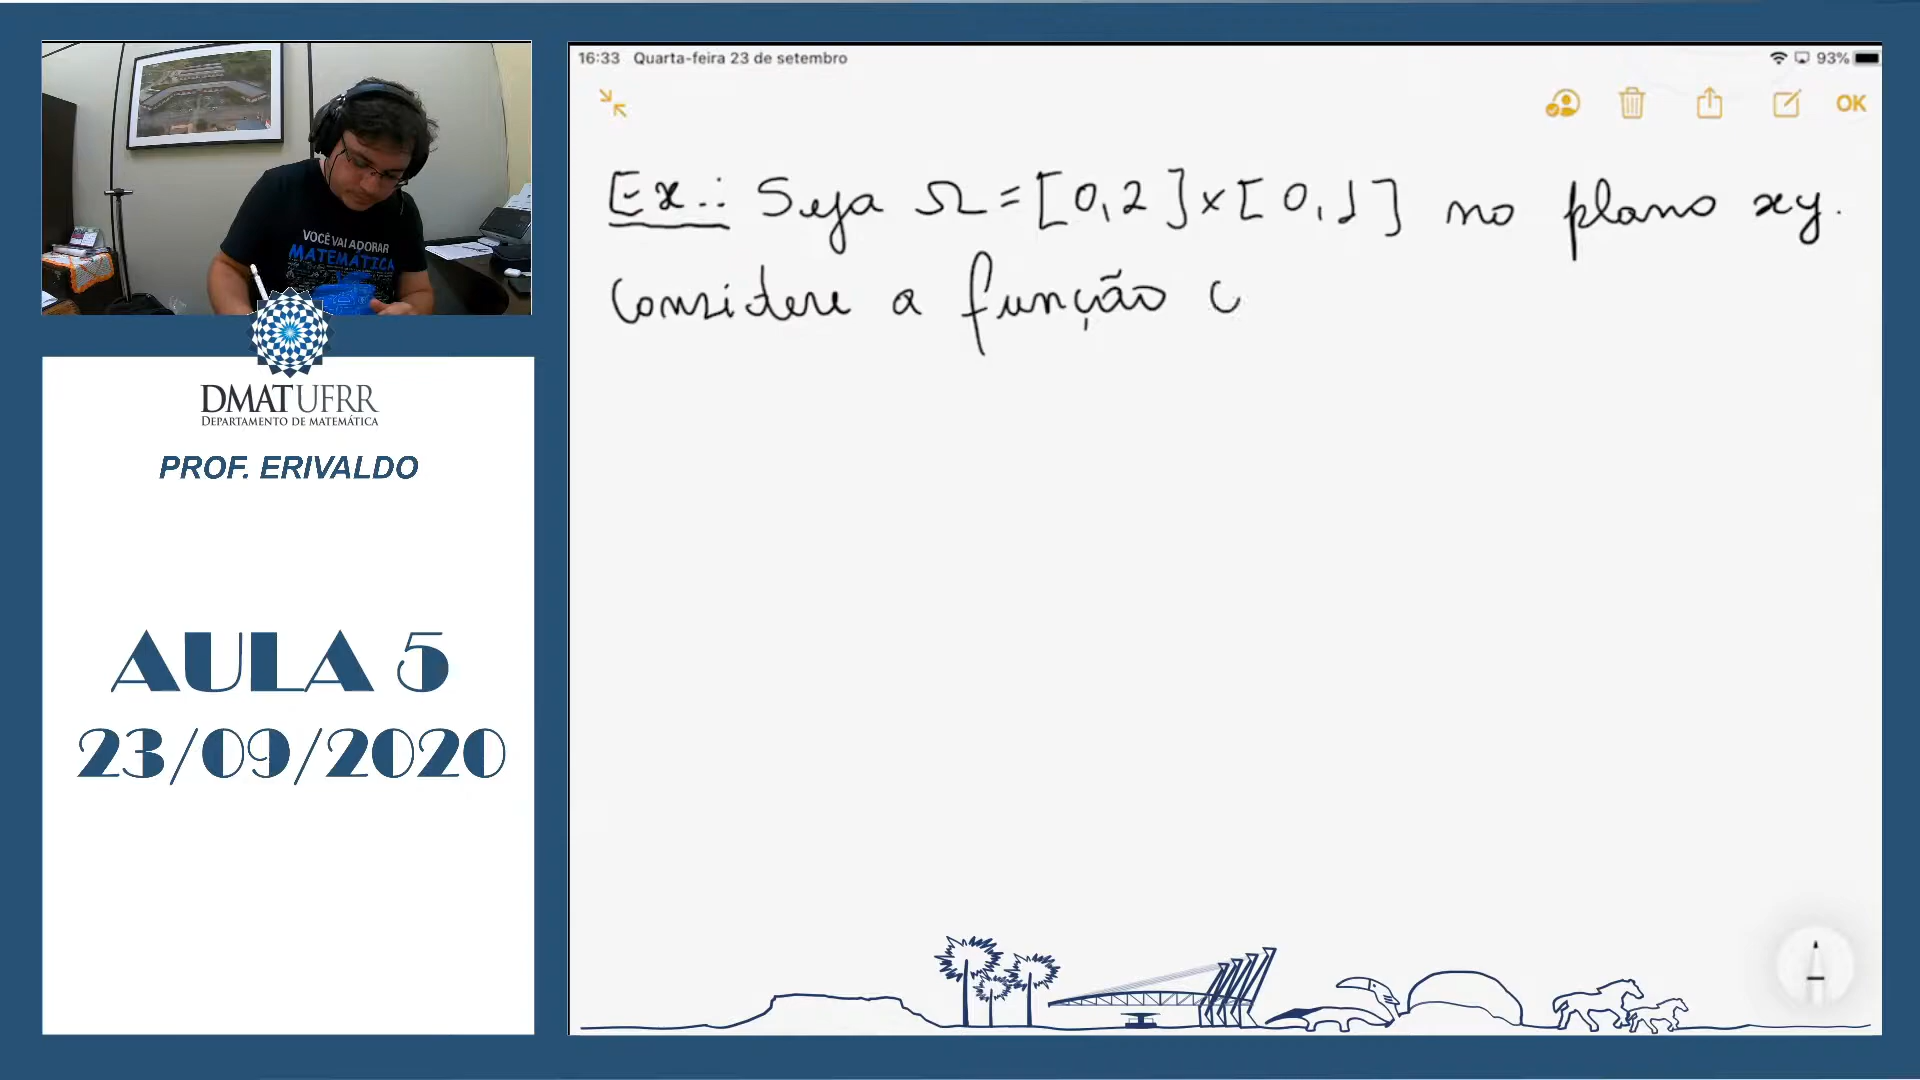 16:33 Quarta-feira 23 de setembro 93%
OK
Ex.: Seja Ω = [0,2] × [0,1] no plano xy.
Considere a função c
VOCÊ VAI ADORAR
MATEMÁTICA
DMATUFRR
DEPARTAMENTO DE MATEMÁTICA
PROF. ERIVALDO
AULA 5
23/09/2020